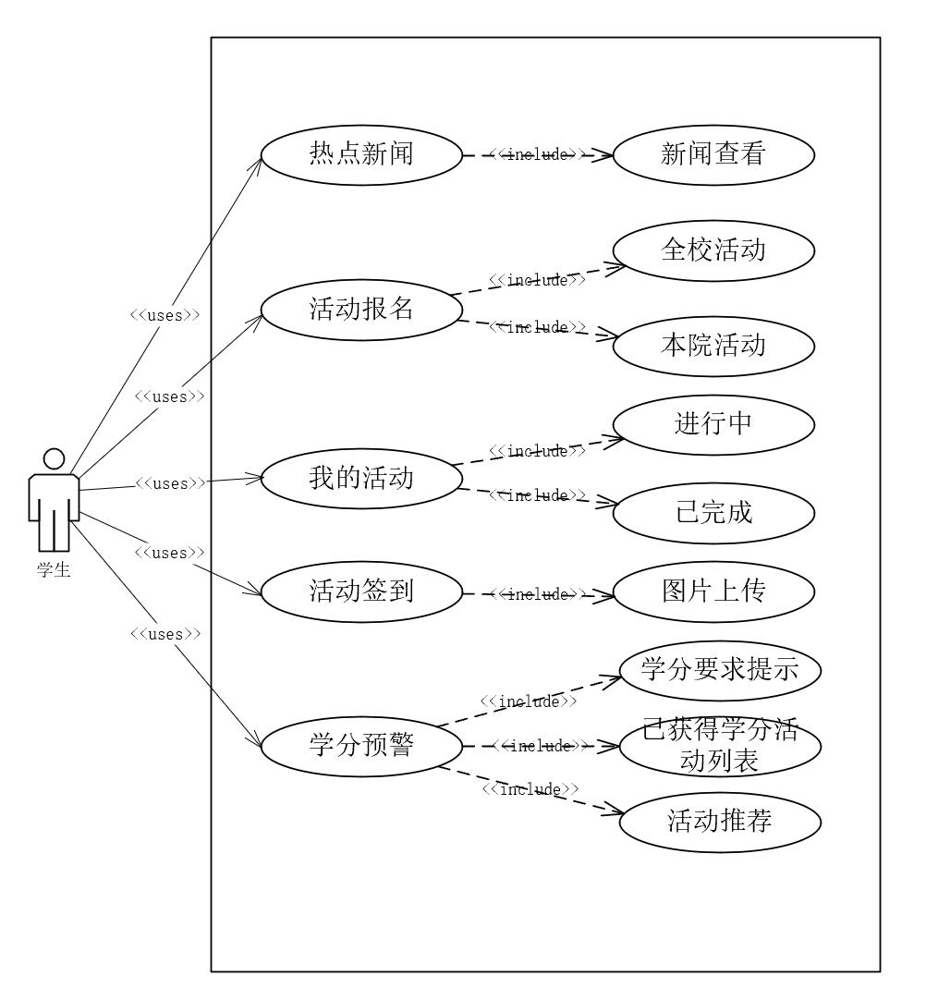 热点新闻
<<include>>
新闻查看
全校活动
<<include>>
<<uses>>
活动报名
<<include>>
本院活动
<<uses>>
进行中
<<include>>
<<uses>>
我的活动
<<include>>
已完成
<<uses>>
学生
活动签到
<<include>>
图片上传
<<uses>>
学分要求提示
<<include>>
学分预警
<<include>>
已获得学分活
动列表
<<include>>
活动推荐